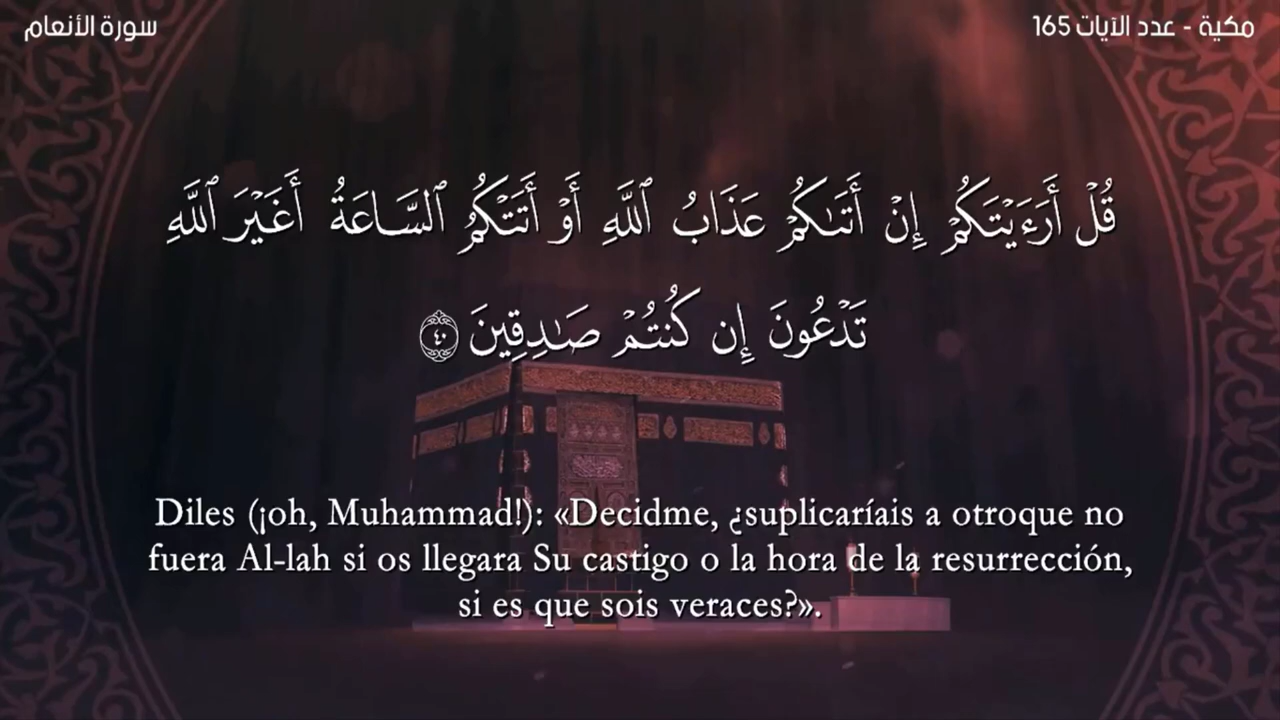 سورة الأنعام
مكية - عدد الآيات 165
قُلْ أَرَءَيْتَكُمْ إِنْ أَتَىٰكُمْ عَذَابُ ٱللَّهِ أَوْ أَتَتْكُمُ ٱلسَّاعَةُ أَغَيْرَ ٱللَّهِ
تَدْعُونَ إِن كُنتُمْ صَٰدِقِينَ ٤٠
Diles (¡oh, Muhammad!): «Decidme, ¿suplicaríais a otroque no
fuera Al-lah si os llegara Su castigo o la hora de la resurrección,
si es que sois veraces?».